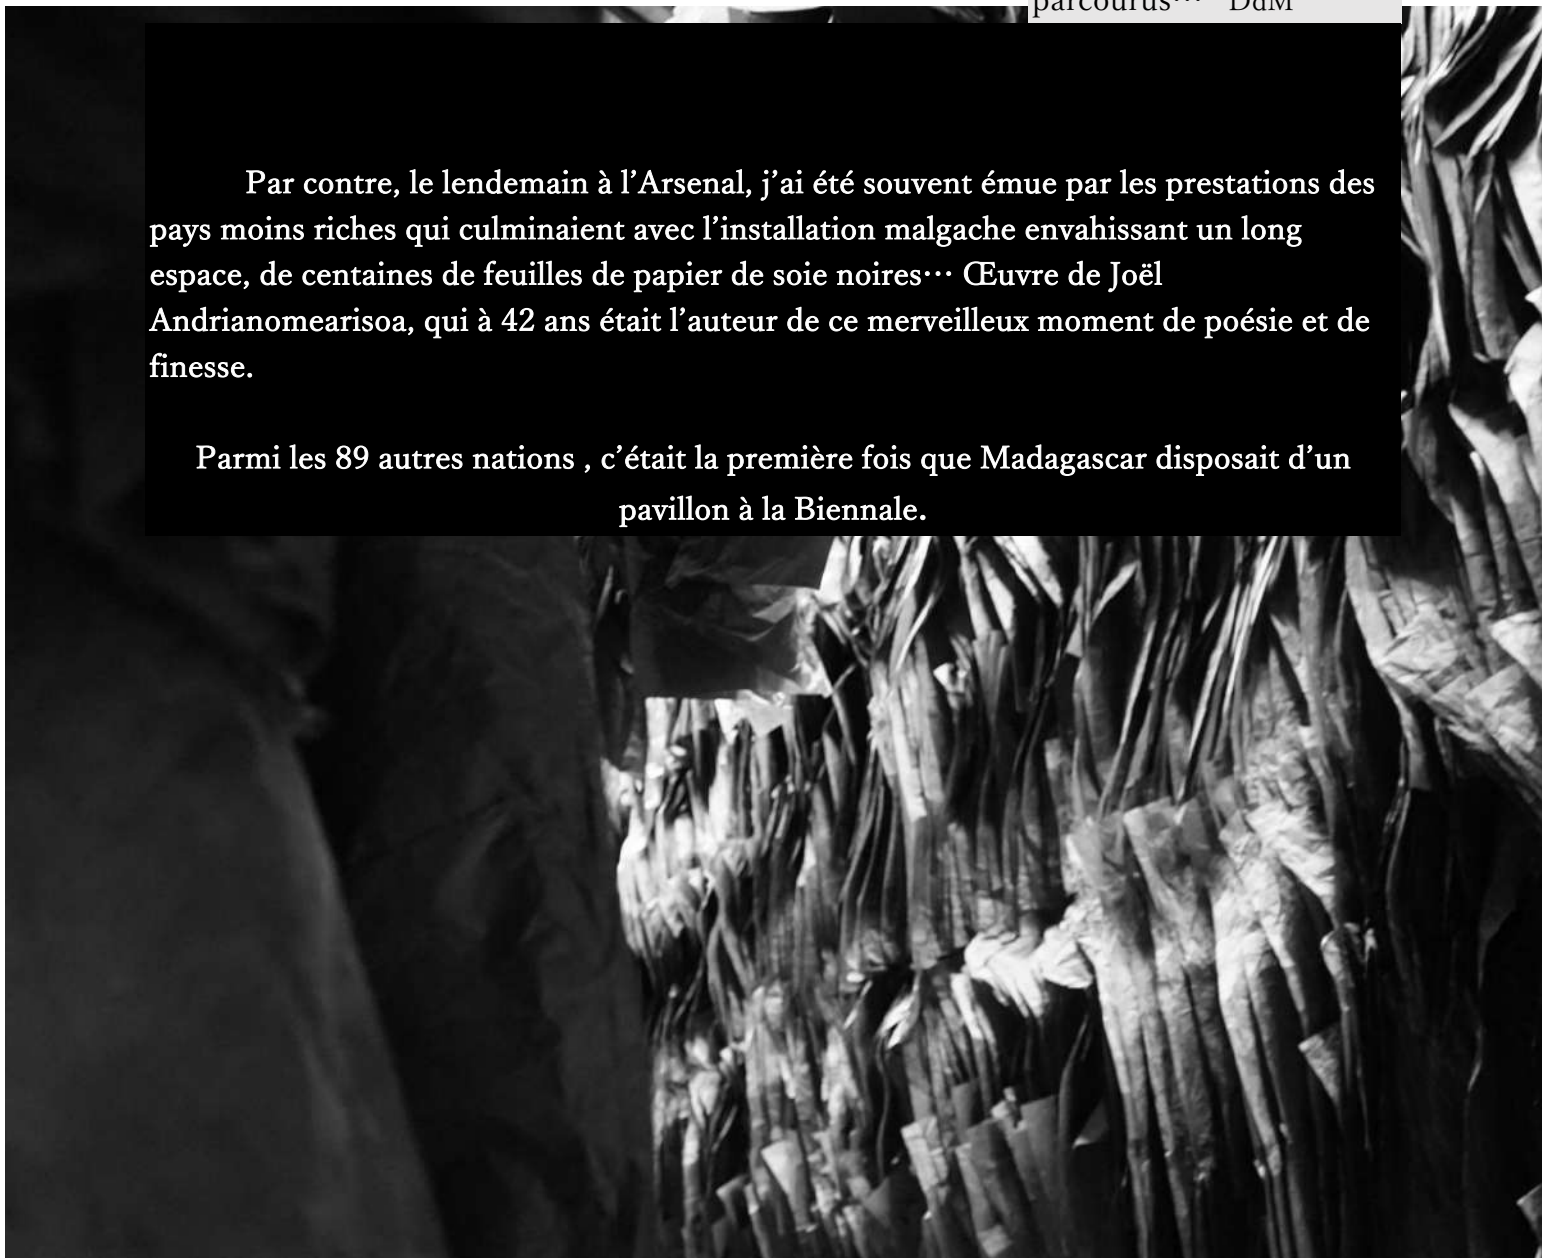 parcourus··· DdM
Par contre, le lendemain à l’Arsenal, j’ai été souvent émue par les prestations des
pays moins riches qui culminaient avec l’installation malgache envahissant un long
espace, de centaines de feuilles de papier de soie noires··· Œuvre de Joël
Andrianomearisoa, qui à 42 ans était l’auteur de ce merveilleux moment de poésie et de
finesse.
Parmi les 89 autres nations , c’était la première fois que Madagascar disposait d’un
pavillon à la Biennale.